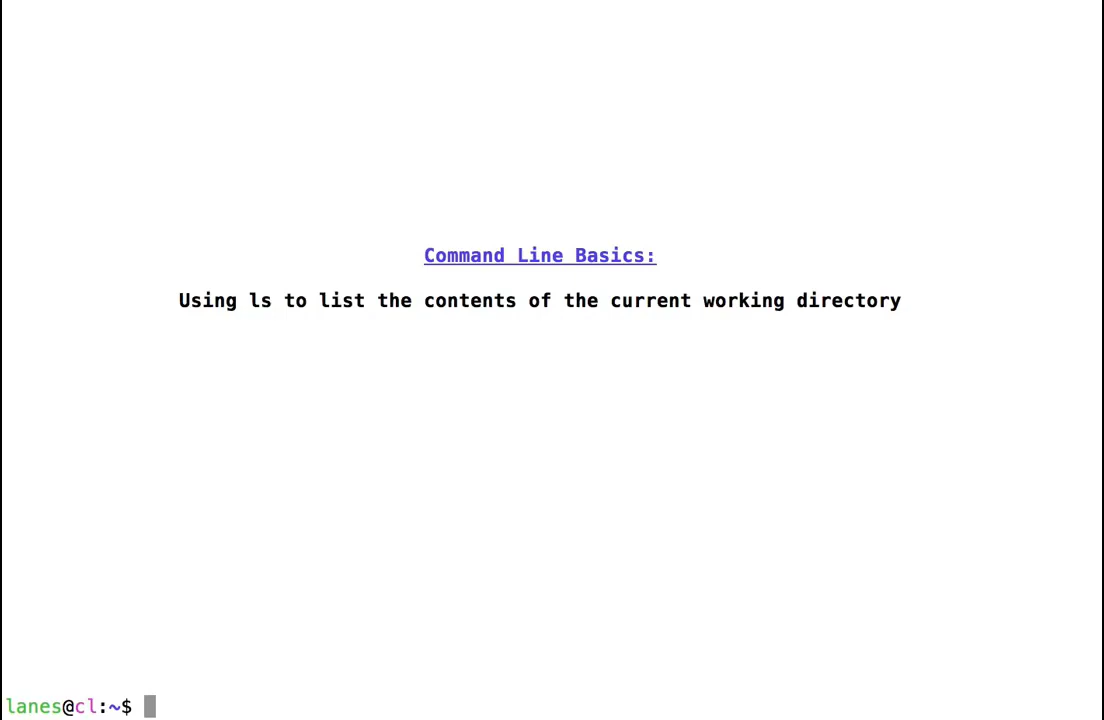 Command Line Basics:
Using ls to list the contents of the current working directory
lanes@cl:~$